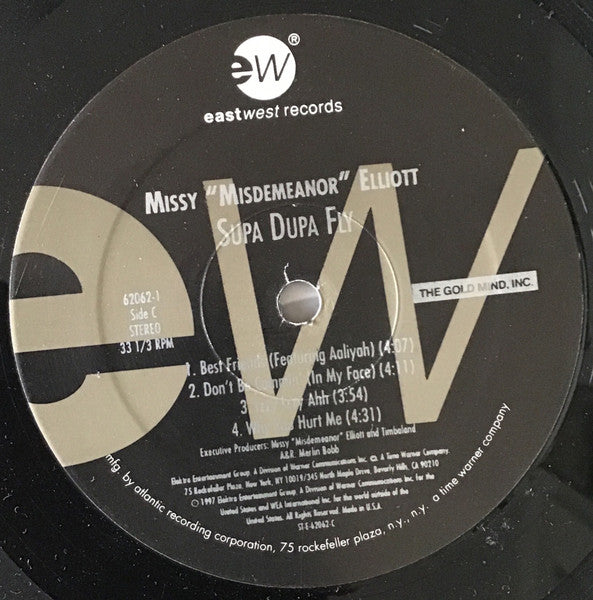 ew®
eastwest records
MISSY "MISDEMEANOR" ELLIOTT
SUPA DUPA FLY
62062-1
Side C
STEREO
33 1/3 RPM
THE GOLD MIND, INC.
1. Best Friends (Featuring Aaliyah) (4:07)
2. Don't Be (In My Face) (4:11)
3. Ahh (3:54)
4. Hurt Me (4:31)
Executive Producers: Missy "Misdemeanor" Elliott and Timbaland
A&R: Merlin Bobb
Elektra Entertainment Group, A Division of Warner Communications Inc. A Time Warner Company.
75 Rockefeller Plaza, New York, NY 10019/345 North Maple Drive, Beverly Hills, CA 90210
©1997 Elektra Entertainment Group, A Division of Warner Communications Inc. for the
United States and WEA International Inc. for the world outside of the
United States. All Rights Reserved. Made in U.S.A.
ST-E-62062 C
mfg. by atlantic recording corporation, 75 rockefeller plaza, n.y., n.y. a time warner company
ew